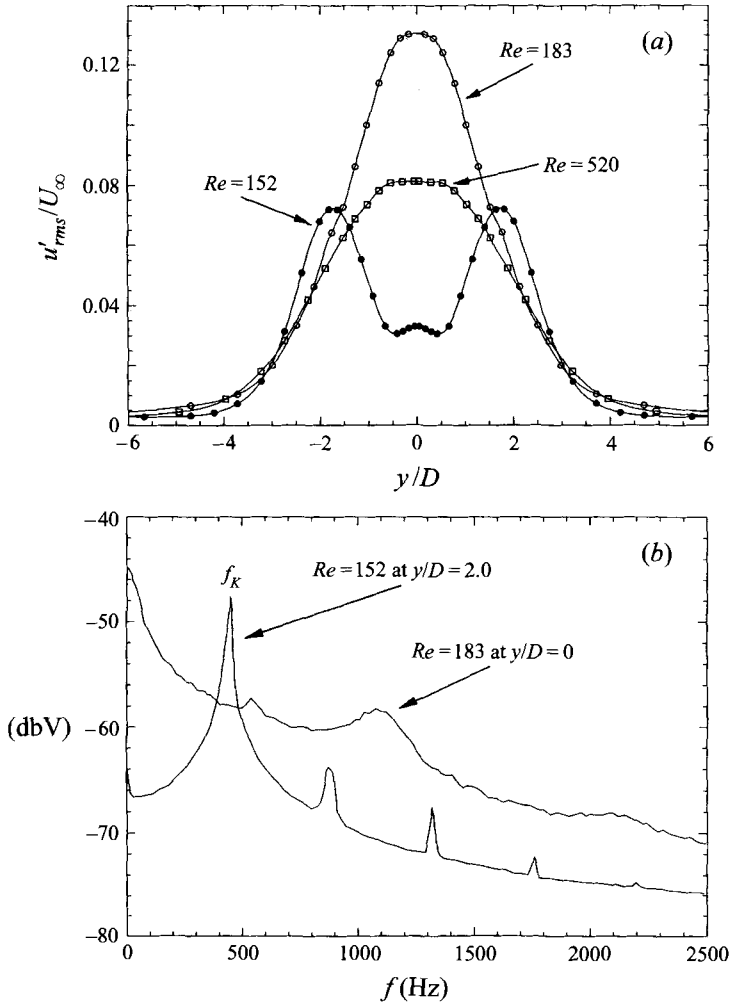 (a)
0.12
0.08
0.04
0
u'rms/U∞
Re=183
Re=520
Re=152
−6 −4 −2 0 2 4 6
y/D
(b)
−40
−50
−60
−70
−80
(dbV)
fK
Re=152 at y/D=2.0
Re=183 at y/D=0
0 500 1000 1500 2000 2500
f(Hz)